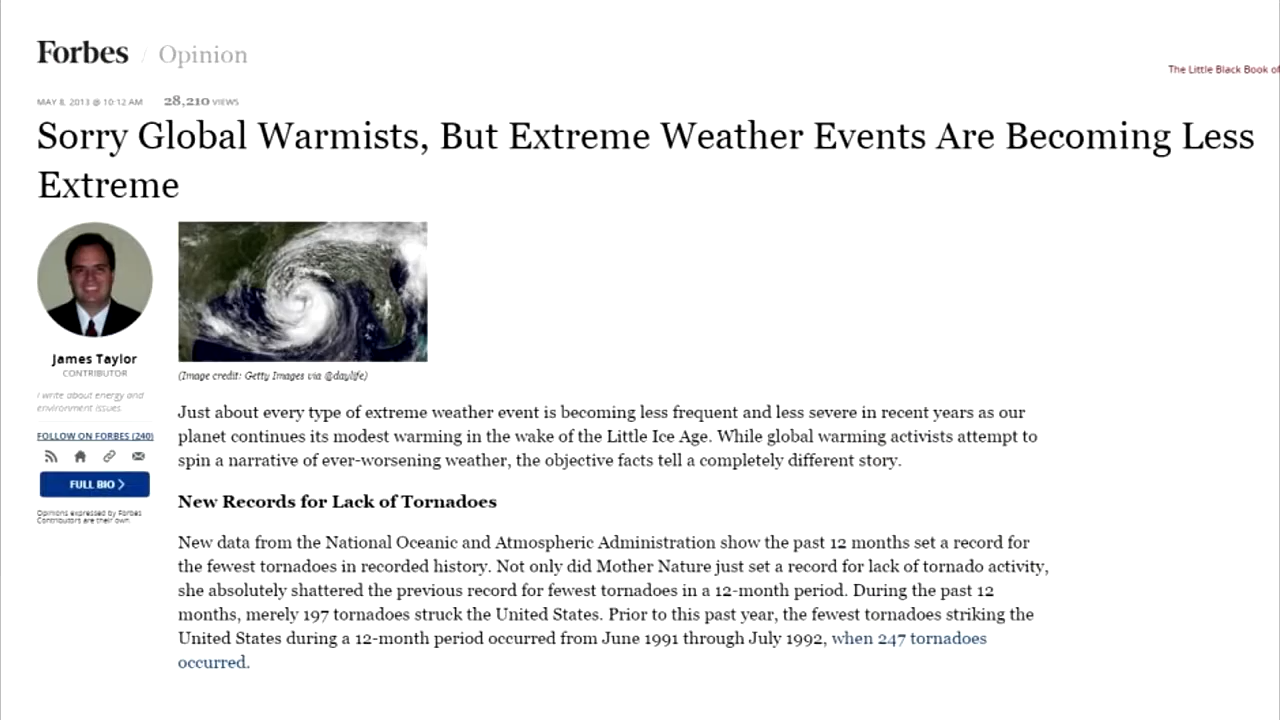 Forbes / Opinion
The Little Black Book of
MAY 8, 2013 @ 10:12 AM 28,210 VIEWS
Sorry Global Warmists, But Extreme Weather Events Are Becoming Less
Extreme
James Taylor
CONTRIBUTOR
I write about energy and
environment issues.
FOLLOW ON FORBES (240)
FULL BIO >
Opinions expressed by Forbes
Contributors are their own.
(Image credit: Getty Images via @daylife)
Just about every type of extreme weather event is becoming less frequent and less severe in recent years as our
planet continues its modest warming in the wake of the Little Ice Age. While global warming activists attempt to
spin a narrative of ever-worsening weather, the objective facts tell a completely different story.
New Records for Lack of Tornadoes
New data from the National Oceanic and Atmospheric Administration show the past 12 months set a record for
the fewest tornadoes in recorded history. Not only did Mother Nature just set a record for lack of tornado activity,
she absolutely shattered the previous record for fewest tornadoes in a 12-month period. During the past 12
months, merely 197 tornadoes struck the United States. Prior to this past year, the fewest tornadoes striking the
United States during a 12-month period occurred from June 1991 through July 1992, when 247 tornadoes
occurred.